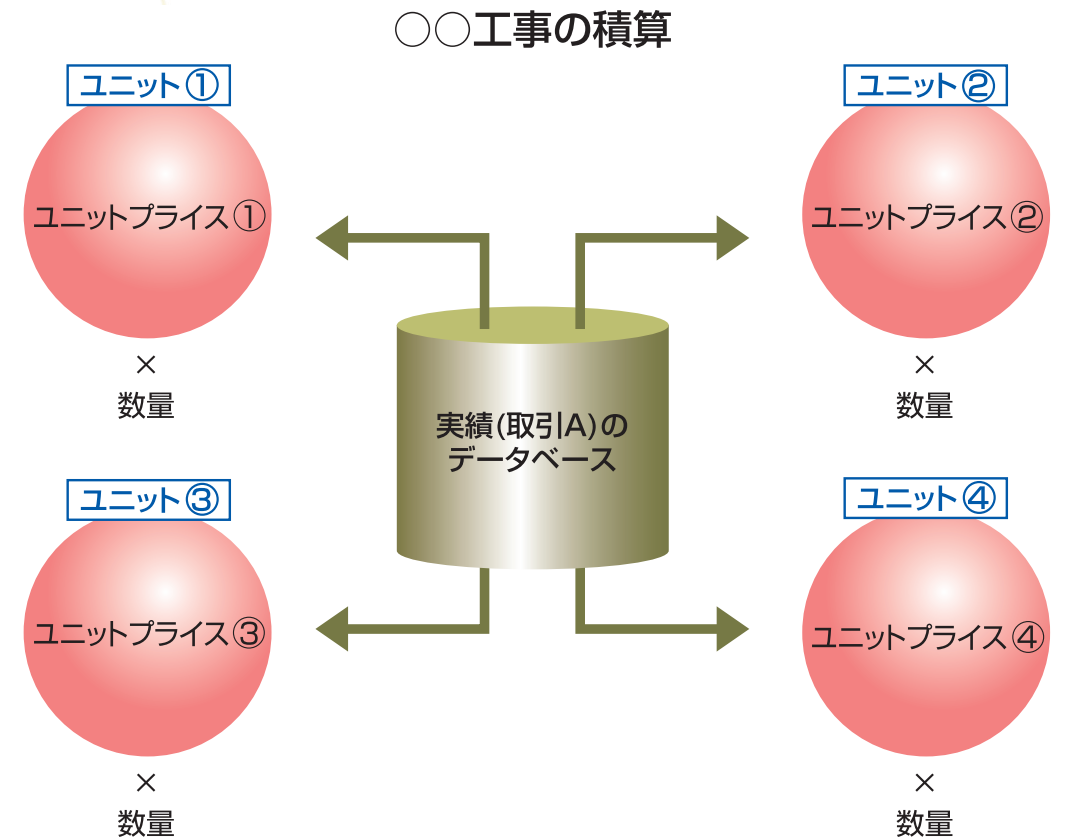 ○○工事の積算
ユニット①
ユニットプライス①
×
数量
ユニット②
ユニットプライス②
×
数量
実績(取引A)の
データベース
ユニット③
ユニットプライス③
×
数量
ユニット④
ユニットプライス④
×
数量